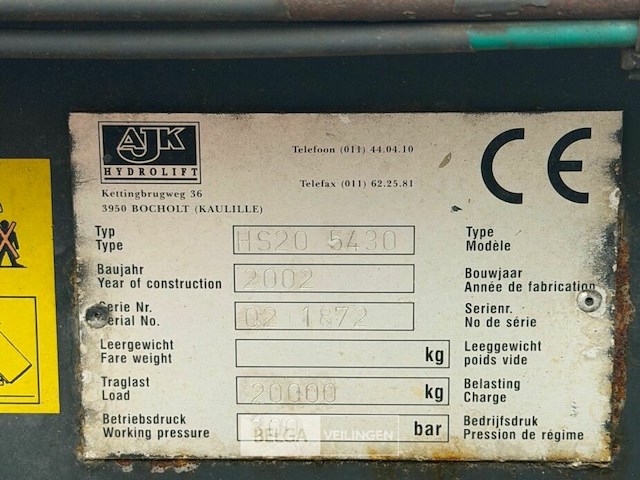 AJK
HYDROLIFT
Kettingbrugweg 36
3950 BOCHOLT (KAULILLE)
Telefoon (011) 44.04.10
Telefax (011) 62.25.81
CE
Typ
Type
HS20 5430
Type
Modèle
Baujahr
Year of construction
2002
Bouwjaar
Année de fabrication
Serie Nr.
Serial No.
02 1872
Serienr.
No de série
Leergewicht
Fare weight
kg
Leeggewicht
poids vide
Traglast
Load
20000 kg
Belasting
Charge
Betriebsdruck
Working pressure
bar
Bedrijfsdruk
Pression de régime
BELGA VEILINGEN